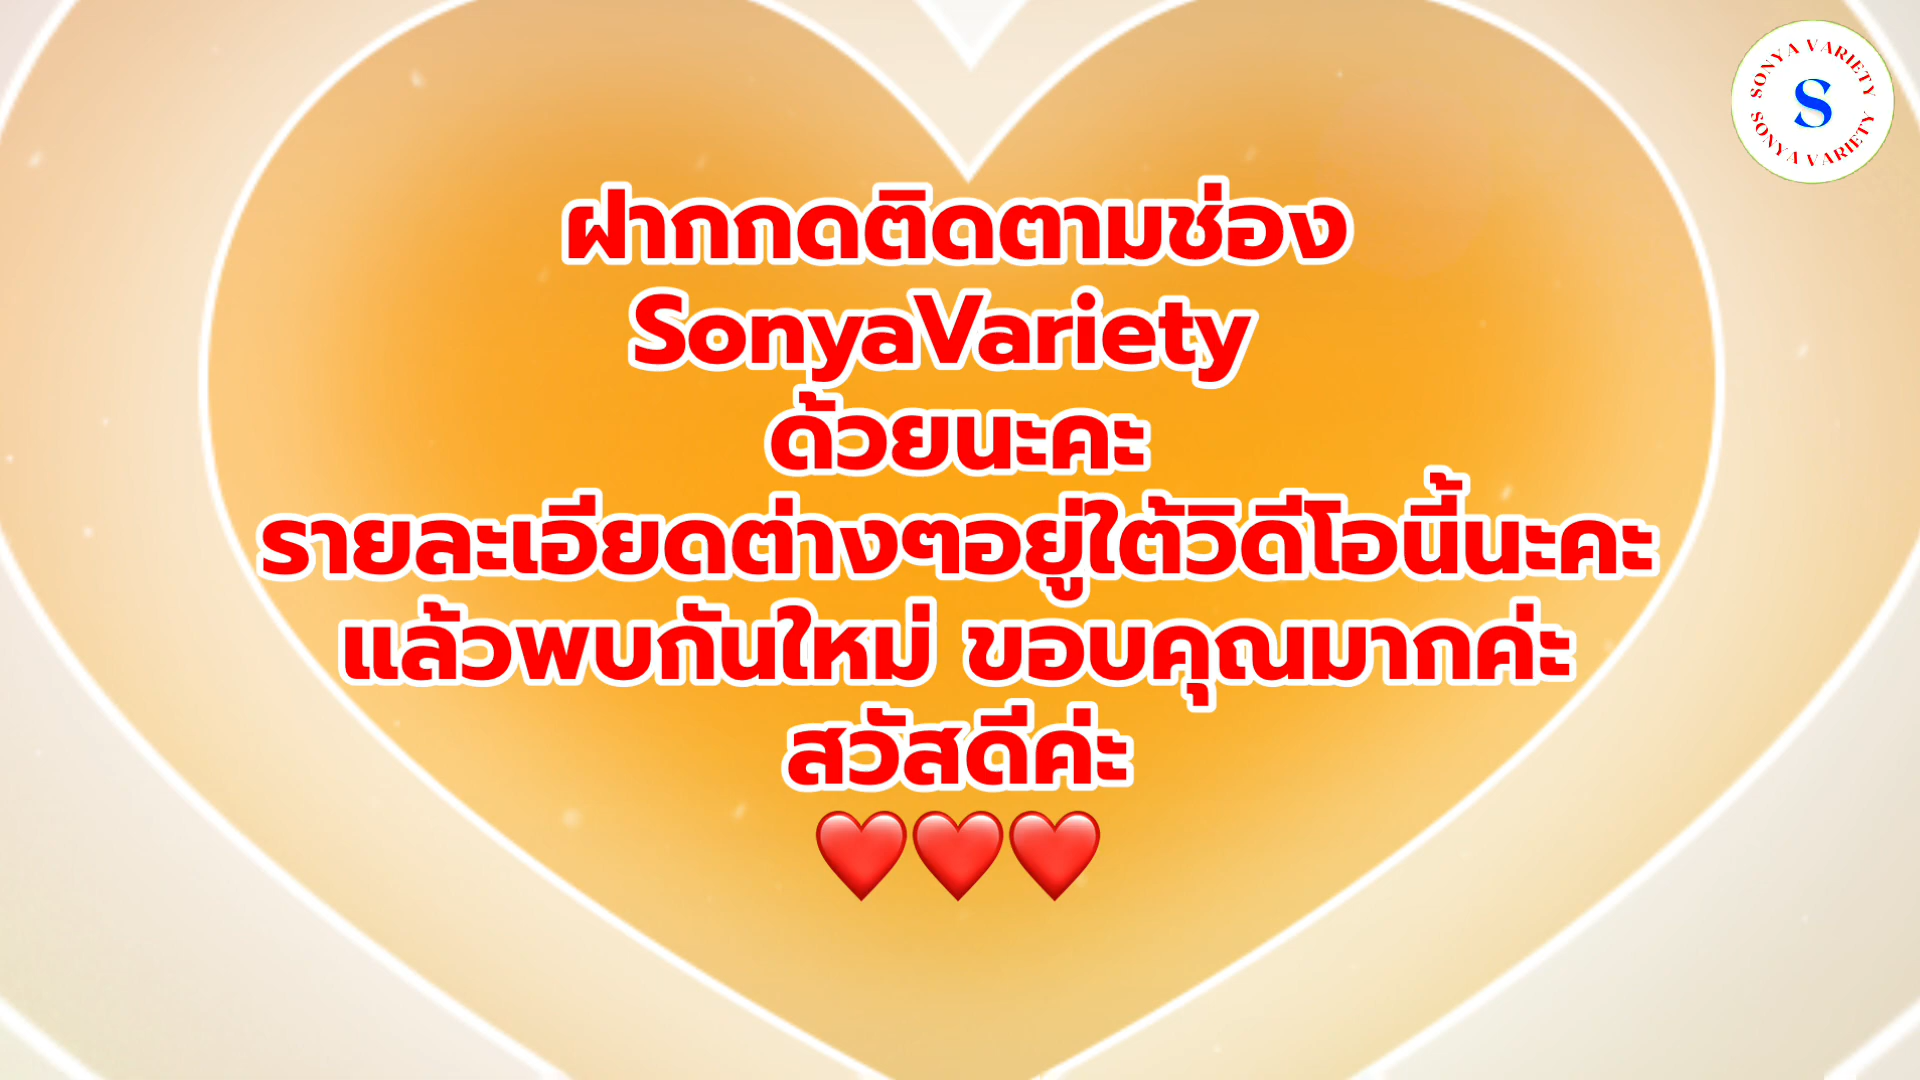 ฝากกดติดตามช่อง
SonyaVariety
ด้วยนะคะ
รายละเอียดต่างๆอยู่ใต้วิดีโอนี้นะคะ
แล้วพบกันใหม่ ขอบคุณมากค่ะ
สวัสดีค่ะ
❤️❤️❤️
SONYA VARIETY
S
SONYA VARIETY